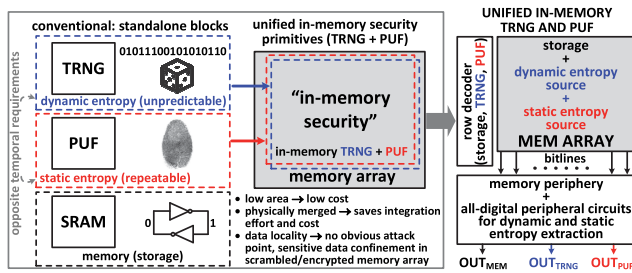 opposite temporal requirements
conventional: standalone blocks
TRNG
01011100101010110
dynamic entropy (unpredictable)
PUF
static entropy (repeatable)
SRAM
0
1
memory (storage)
unified in-memory security
primitives (TRNG + PUF)
“in-memory
security”
in-memory TRNG + PUF
memory array
• low area → low cost
• physically merged → saves integration
effort and cost
• data locality → no obvious attack
point, sensitive data confinement in
scrambled/encrypted memory array
UNIFIED IN-MEMORY
TRNG AND PUF
row decoder
(storage, TRNG, PUF)
storage
+
dynamic entropy
source
+
static entropy
source
MEM ARRAY
bitlines
memory periphery
+
all-digital peripheral circuits
for dynamic and static
entropy extraction
OUTMEM
OUTTRNG
OUTPUF